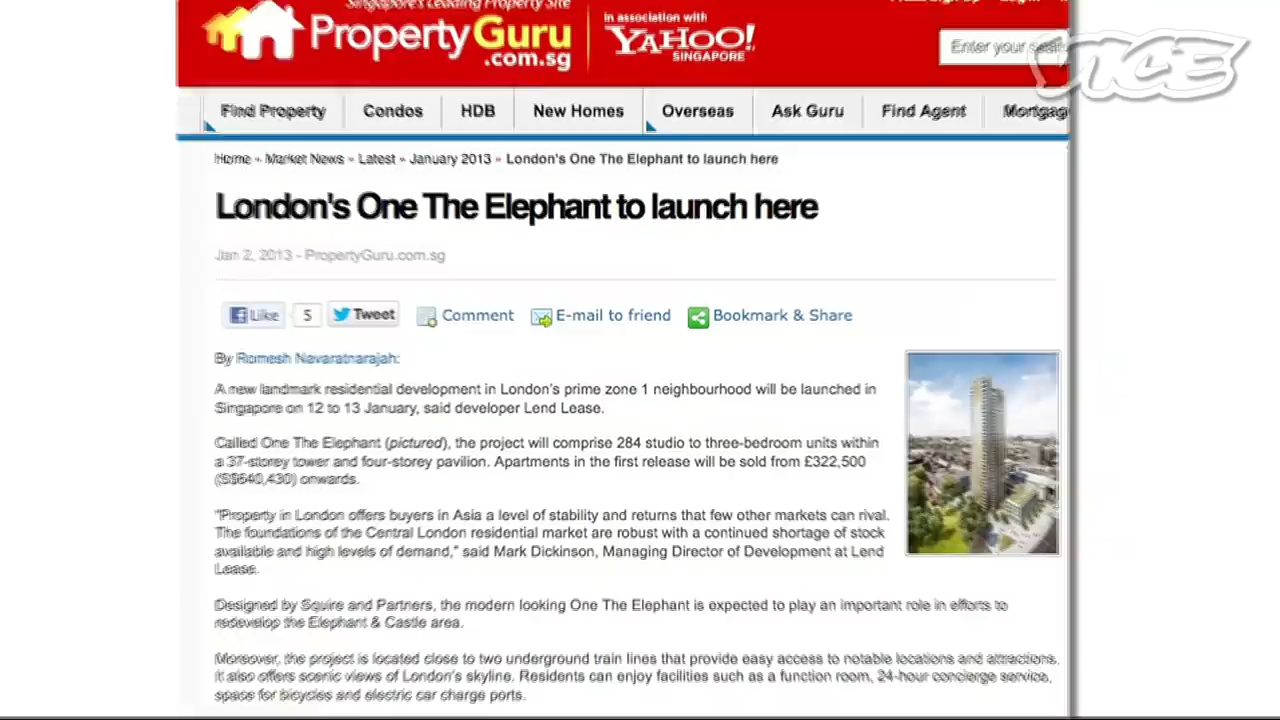 Singapore's Leading Property Site
PropertyGuru
.com.sg
In association with
YAHOO!
SINGAPORE
Enter your sear
VICE
Find Property
Condos
HDB
New Homes
Overseas
Ask Guru
Find Agent
Mortgag
Home » Market News » Latest » January 2013 » London's One The Elephant to launch here
London's One The Elephant to launch here
Jan 2, 2013 - PropertyGuru.com.sg
Like 5 Tweet Comment E-mail to friend Bookmark & Share
By Romesh Navaratnarajah:
A new landmark residential development in London's prime zone 1 neighbourhood will be launched in
Singapore on 12 to 13 January, said developer Lend Lease.
Called One The Elephant (pictured), the project will comprise 284 studio to three-bedroom units within
a 37-storey tower and four-storey pavilion. Apartments in the first release will be sold from £322,500
(S$640,430) onwards.
"Property in London offers buyers in Asia a level of stability and returns that few other markets can rival.
The foundations of the Central London residential market are robust with a continued shortage of stock
available and high levels of demand," said Mark Dickinson, Managing Director of Development at Lend
Lease.
Designed by Squire and Partners, the modern looking One The Elephant is expected to play an important role in efforts to
redevelop the Elephant & Castle area.
Moreover, the project is located close to two underground train lines that provide easy access to notable locations and attractions.
It also offers scenic views of London's skyline. Residents can enjoy facilities such as a function room, 24-hour concierge service,
space for bicycles and electric car charge ports.